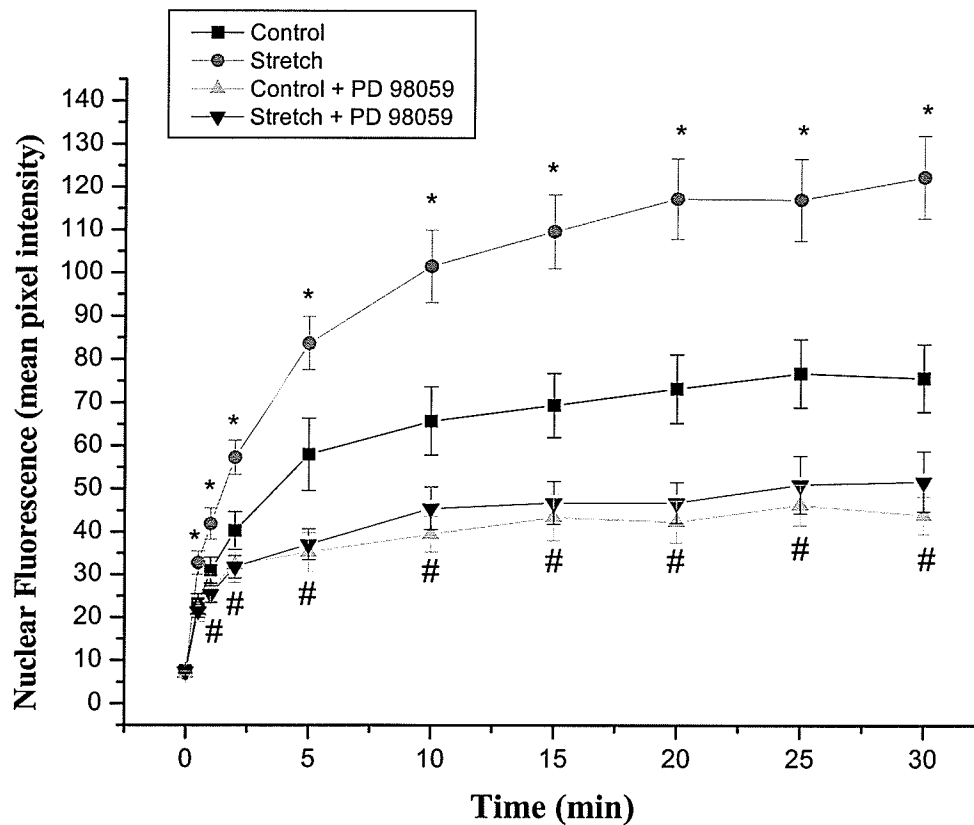 Control
Stretch
Control + PD 98059
Stretch + PD 98059
Nuclear Fluorescence (mean pixel intensity)
140
130
120
110
100
90
80
70
60
50
40
30
20
10
0
* * * * * * * * *
# # # # # # # #
0 5 10 15 20 25 30
Time (min)